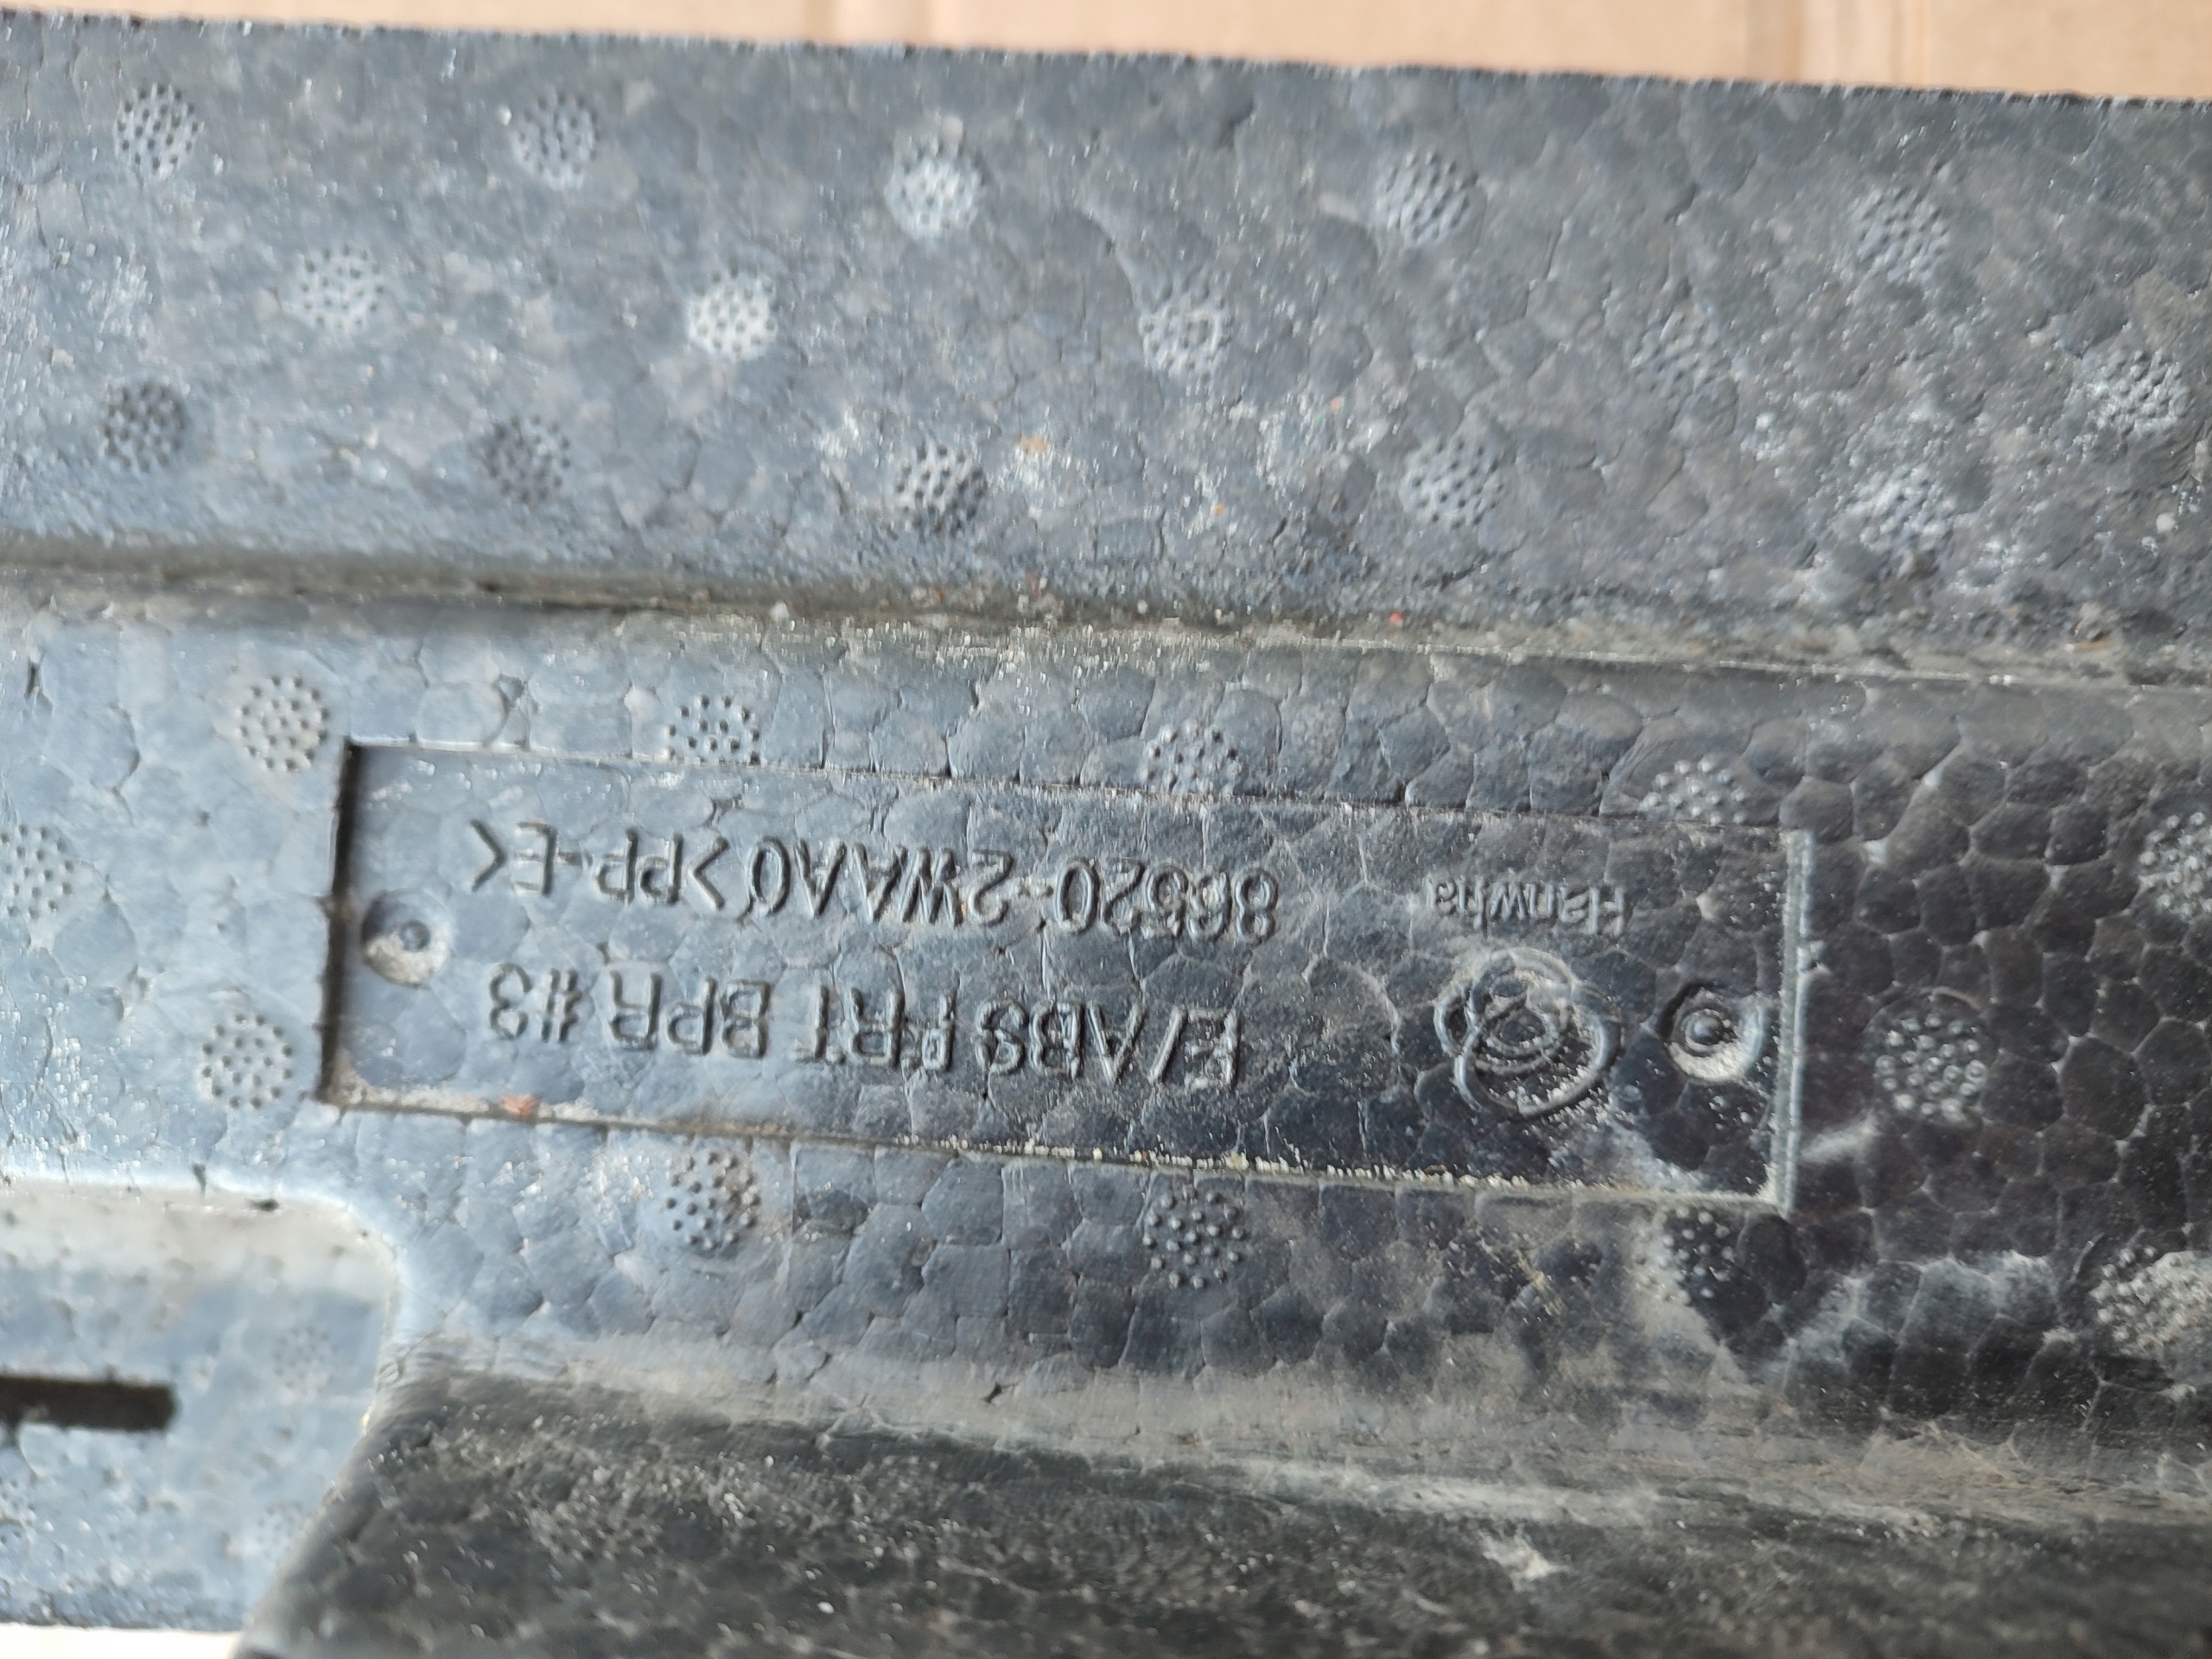 E/ABS FRT BPR #3
Hanwha
86520-2WAA0 >PP-E<